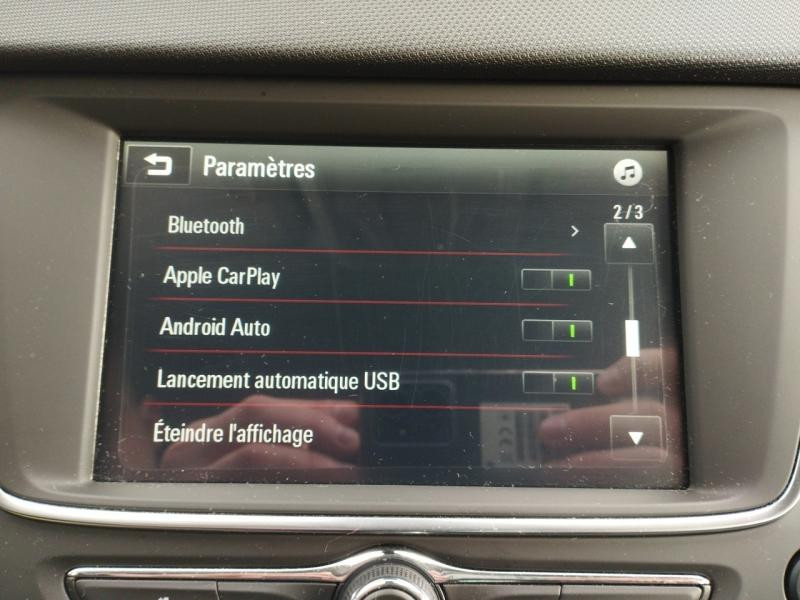 Paramètres
2/3
Bluetooth
Apple CarPlay
Android Auto
Lancement automatique USB
Éteindre l'affichage